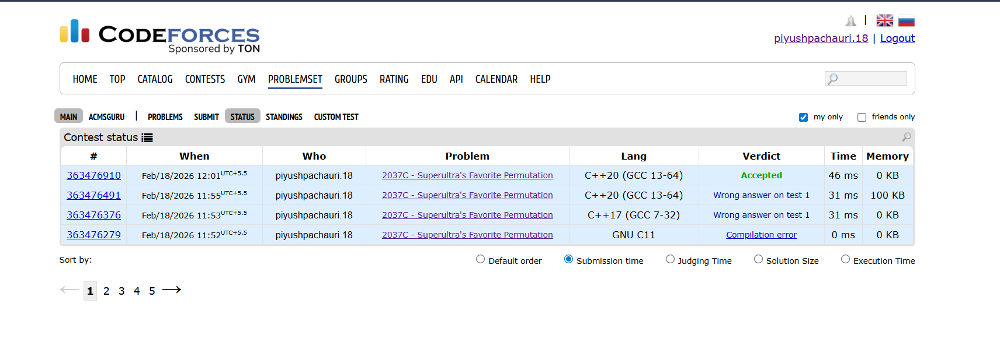 |
CODEFORCES
Sponsored by TON
piyushpachauri.18 | Logout
HOME TOP CATALOG CONTESTS GYM PROBLEMSET GROUPS RATING EDU API CALENDAR HELP
MAIN ACMSGURU | PROBLEMS SUBMIT STATUS STANDINGS CUSTOM TEST my only friends only
Contest status
# When Who Problem Lang Verdict Time Memory
363476910 Feb/18/2026 12:01UTC+5.5 piyushpachauri.18 2037C - Superultra's Favorite Permutation C++20 (GCC 13-64) Accepted 46 ms 0 KB
363476491 Feb/18/2026 11:55UTC+5.5 piyushpachauri.18 2037C - Superultra's Favorite Permutation C++20 (GCC 13-64) Wrong answer on test 1 31 ms 100 KB
363476376 Feb/18/2026 11:53UTC+5.5 piyushpachauri.18 2037C - Superultra's Favorite Permutation C++17 (GCC 7-32) Wrong answer on test 1 31 ms 0 KB
363476279 Feb/18/2026 11:52UTC+5.5 piyushpachauri.18 2037C - Superultra's Favorite Permutation GNU C11 Compilation error 0 ms 0 KB
Sort by: Default order Submission time Judging Time Solution Size Execution Time
← 1 2 3 4 5 →